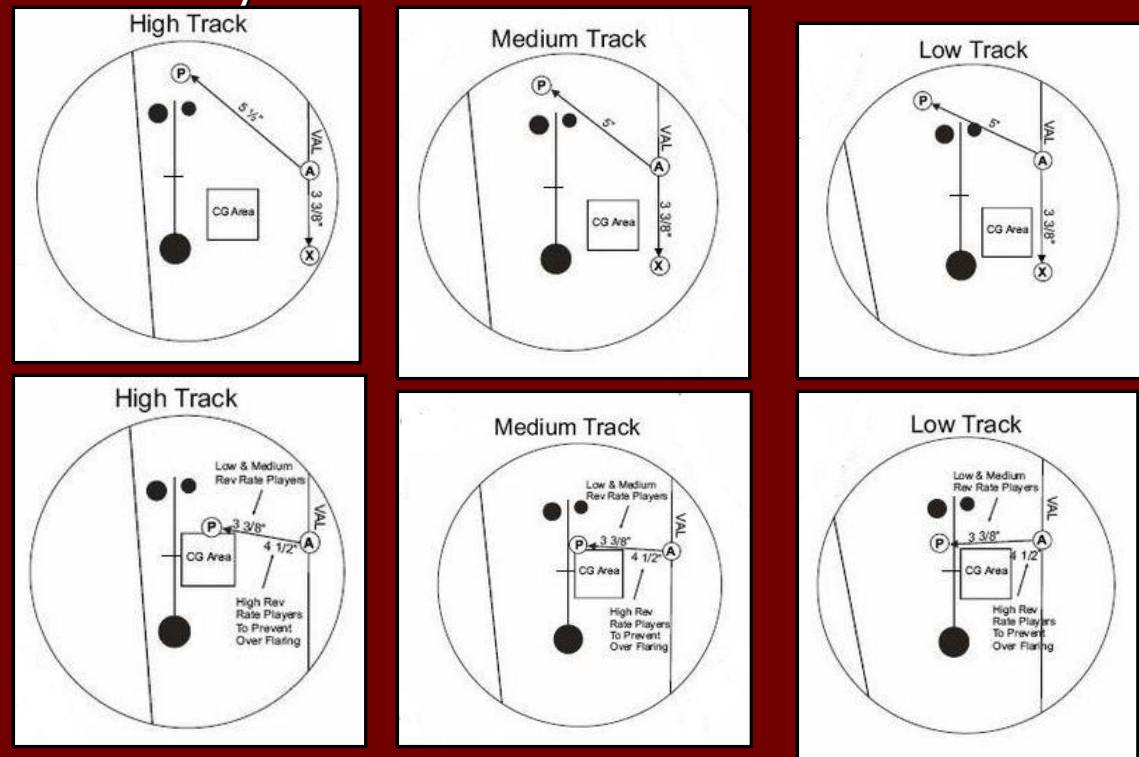 High Track
P
5 ½"
VAL
A
3 3/8"
CG Area
X
Medium Track
P
5"
VAL
A
3 3/8"
CG Area
X
Low Track
P
5"
VAL
A
3 3/8"
CG Area
X
High Track
Low & Medium
Rev Rate Players
VAL
P
3 3/8"
A
4 1/2"
CG Area
High Rev
Rate Players
To Prevent
Over Flaring
Medium Track
Low & Medium
Rev Rate Players
VAL
P
3 3/8"
A
4 1/2"
CG Area
High Rev
Rate Players
To Prevent
Over Flaring
Low Track
Low & Medium
Rev Rate Players
VAL
P
3 3/8"
A
4 1/2"
CG Area
High Rev
Rate Players
To Prevent
Over Flaring